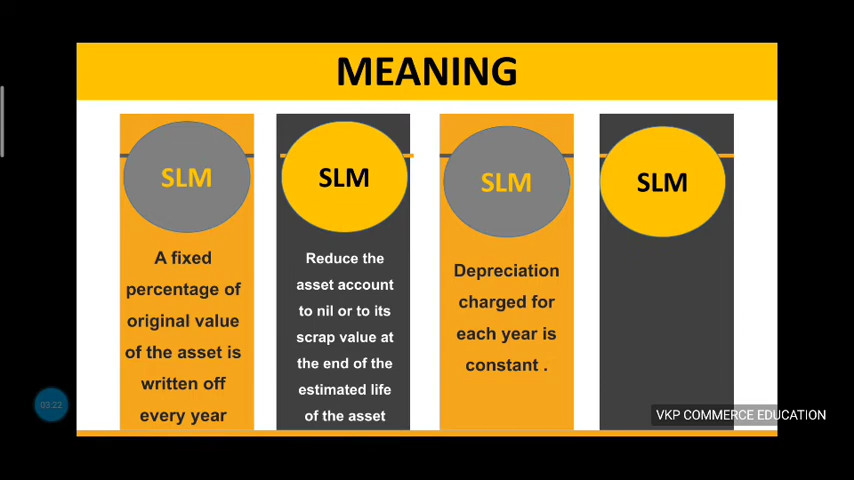 MEANING
SLM
A fixed
percentage of
original value
of the asset is
written off
every year
SLM
Reduce the
asset account
to nil or to its
scrap value at
the end of the
estimated life
of the asset
SLM
Depreciation
charged for
each year is
constant .
SLM
03:22
VKP COMMERCE EDUCATION